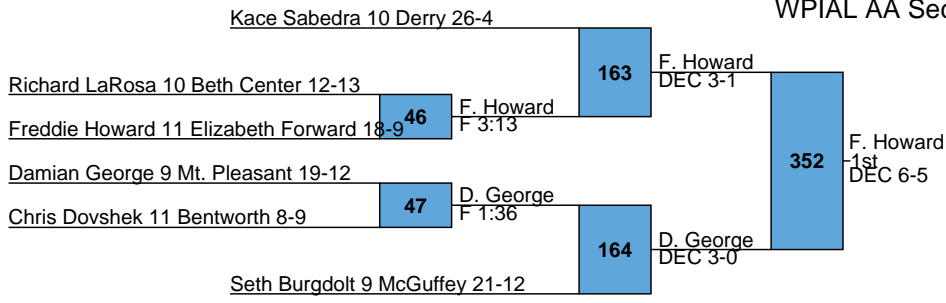 WPIAL AA Sec
Kace Sabedra 10 Derry 26-4
163
F. Howard
DEC 3-1
Richard LaRosa 10 Beth Center 12-13
46
F. Howard
F 3:13
Freddie Howard 11 Elizabeth Forward 18-9
352
F. Howard
1st
DEC 6-5
Damian George 9 Mt. Pleasant 19-12
47
D. George
F 1:36
Chris Dovshek 11 Bentworth 8-9
164
D. George
DEC 3-0
Seth Burgdolt 9 McGuffey 21-12